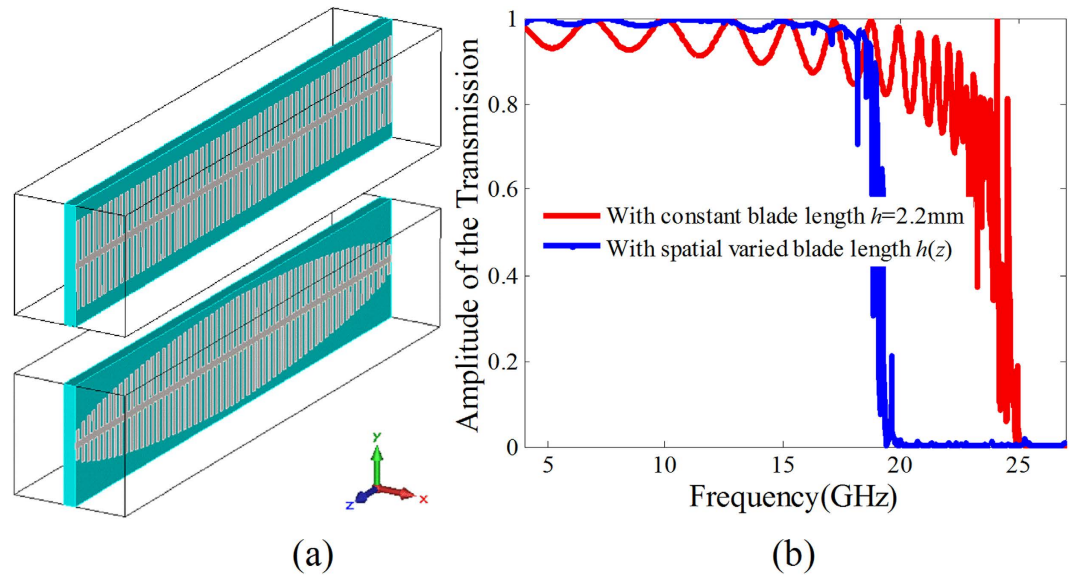 Y
X
Z
(a)
Amplitude of the Transmission
1
0.8
0.6
0.4
0.2
0
With constant blade length h=2.2mm
With spatial varied blade length h(z)
5
10
15
20
25
Frequency(GHz)
(b)